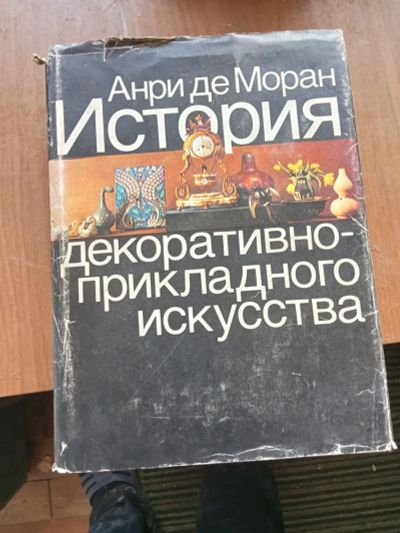 Анри де Моран
История
декоративно-
прикладного
искусства